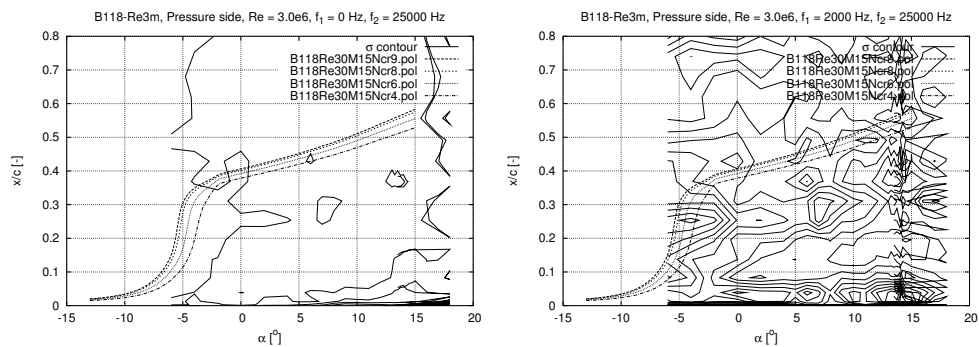 B118-Re3m, Pressure side, Re = 3.0e6, f₁ = 0 Hz, f₂ = 25000 Hz
σ contour
B118Re30M15Ncr9.pol
B118Re30M15Ncr8.pol
B118Re30M15Ncr6.pol
B118Re30M15Ncr4.pol
x/c [-]
0.8
0.7
0.6
0.5
0.4
0.3
0.2
0.1
0
-15
-10
-5
0
5
10
15
20
α [°]
B118-Re3m, Pressure side, Re = 3.0e6, f₁ = 2000 Hz, f₂ = 25000 Hz
σ contour
B118Re30M15Ncr9.pol
B118Re30M15Ncr8.pol
B118Re30M15Ncr6.pol
B118Re30M15Ncr4.pol
x/c [-]
0.8
0.7
0.6
0.5
0.4
0.3
0.2
0.1
0
-15
-10
-5
0
5
10
15
20
α [°]